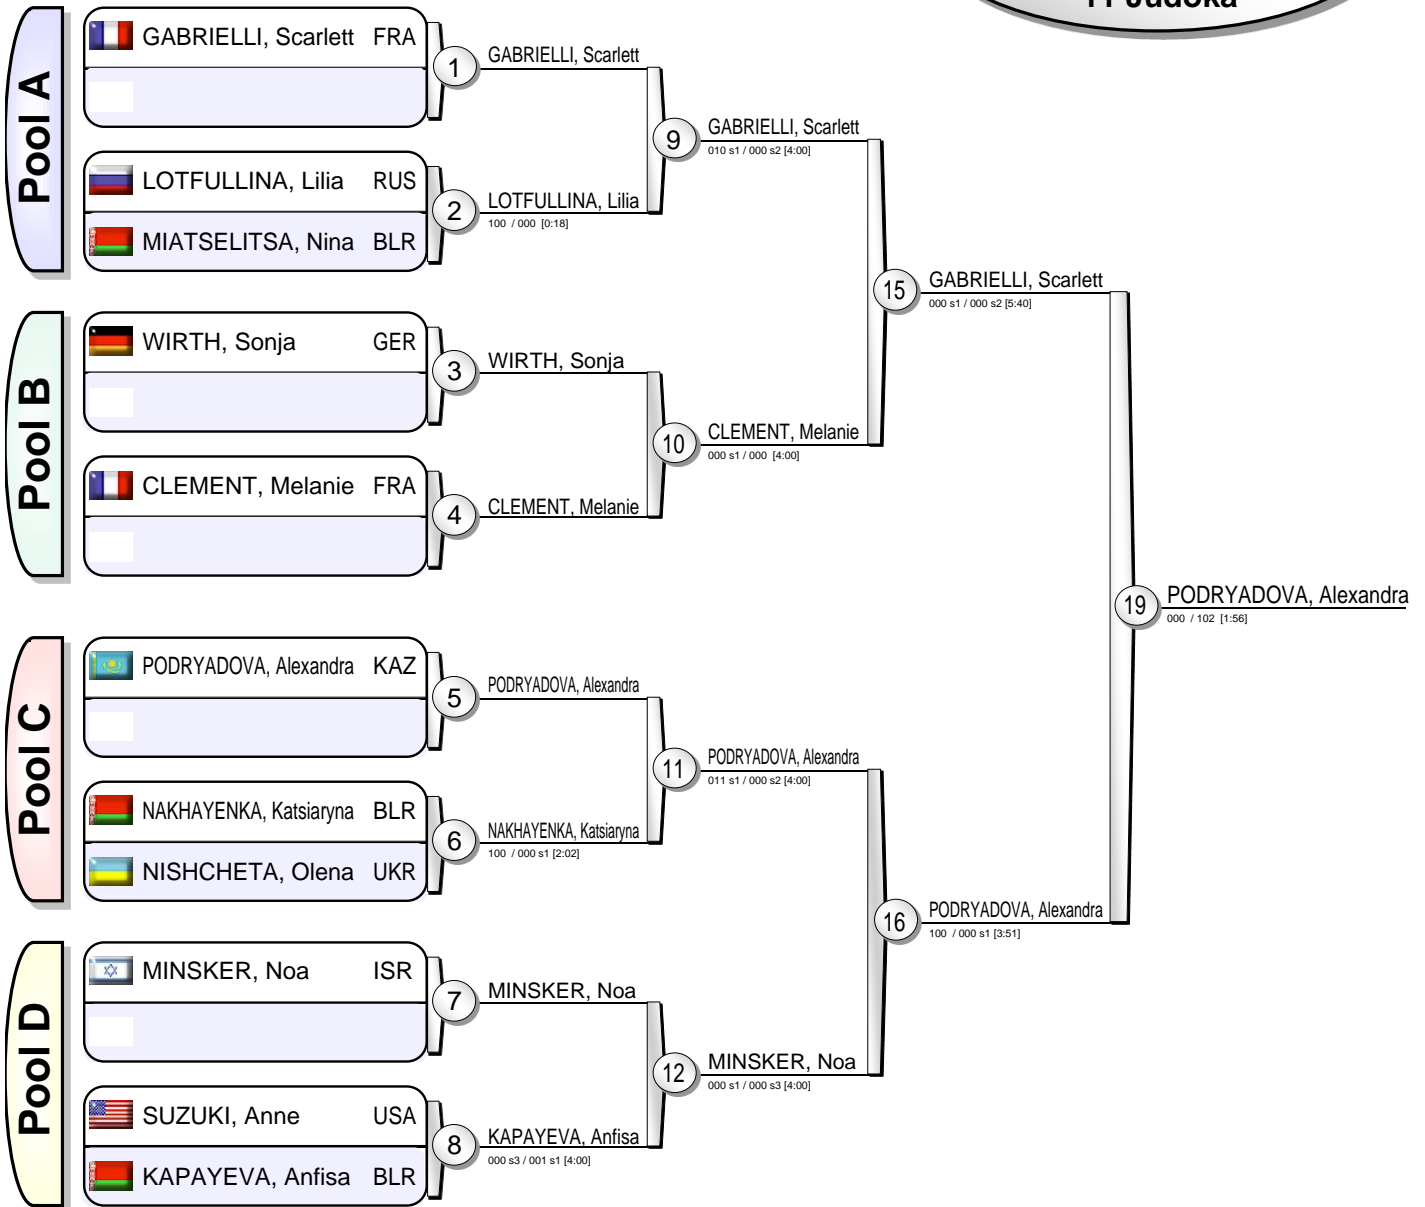 11 Judoka
Pool A
GABRIELLI, Scarlett FRA
1
GABRIELLI, Scarlett
LOTFULLINA, Lilia RUS
MIATSELITSA, Nina BLR
2
LOTFULLINA, Lilia
100 / 000 [0:18]
9
GABRIELLI, Scarlett
010 s1 / 000 s2 [4:00]
Pool B
WIRTH, Sonja GER
3
WIRTH, Sonja
CLEMENT, Melanie FRA
4
CLEMENT, Melanie
10
CLEMENT, Melanie
000 s1 / 000 [4:00]
15
GABRIELLI, Scarlett
000 s1 / 000 s2 [5:40]
Pool C
PODRYADOVA, Alexandra KAZ
5
PODRYADOVA, Alexandra
NAKHAYENKA, Katsiaryna BLR
NISHCHETA, Olena UKR
6
NAKHAYENKA, Katsiaryna
100 / 000 s1 [2:02]
11
PODRYADOVA, Alexandra
011 s1 / 000 s2 [4:00]
Pool D
MINSKER, Noa ISR
7
MINSKER, Noa
SUZUKI, Anne USA
KAPAYEVA, Anfisa BLR
8
KAPAYEVA, Anfisa
000 s3 / 001 s1 [4:00]
12
MINSKER, Noa
000 s1 / 000 s3 [4:00]
16
PODRYADOVA, Alexandra
100 / 000 s1 [3:51]
19
PODRYADOVA, Alexandra
000 / 102 [1:56]